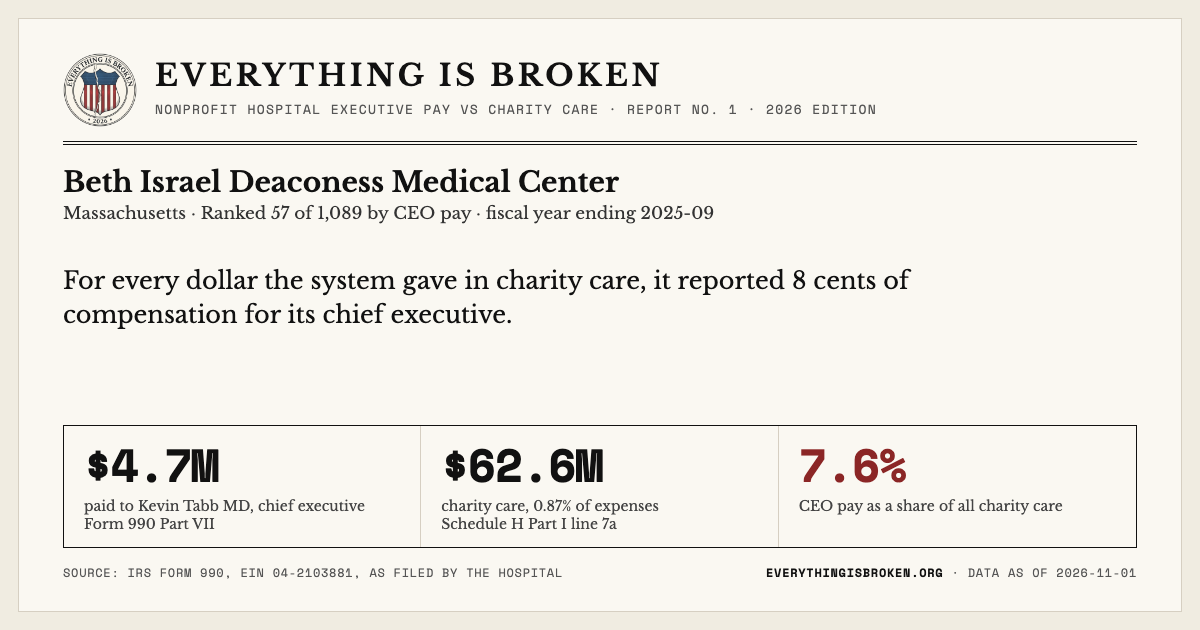 EVERYTHING IS BROKEN
· 2026 ·
EVERYTHING IS BROKEN
NONPROFIT HOSPITAL EXECUTIVE PAY VS CHARITY CARE · REPORT NO. 1 · 2026 EDITION
Beth Israel Deaconess Medical Center
Massachusetts · Ranked 57 of 1,089 by CEO pay · fiscal year ending 2025-09
For every dollar the system gave in charity care, it reported 8 cents of
compensation for its chief executive.
$4.7M
paid to Kevin Tabb MD, chief executive
Form 990 Part VII
$62.6M
charity care, 0.87% of expenses
Schedule H Part I line 7a
7.6%
CEO pay as a share of all charity care
SOURCE: IRS FORM 990, EIN 04-2103881, AS FILED BY THE HOSPITAL
EVERYTHINGISBROKEN.ORG · DATA AS OF 2026-11-01